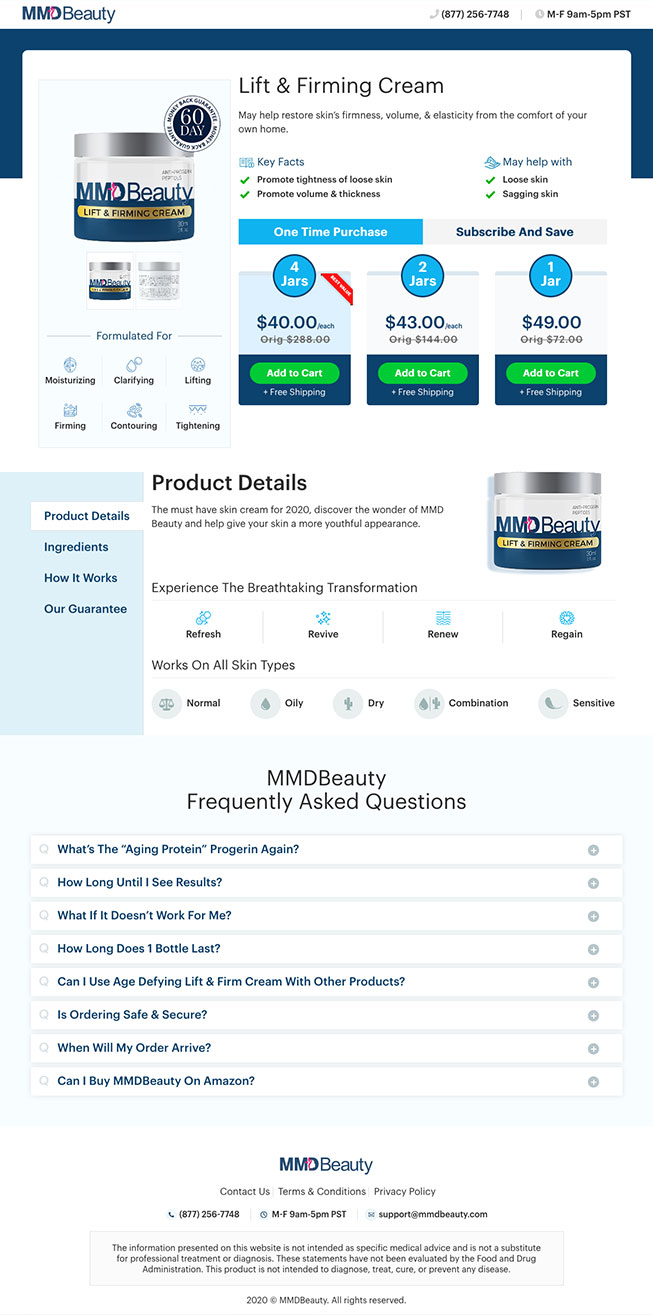 MMDBeauty
(877) 256-7748 | M-F 9am-5pm PST
MONEY BACK GUARANTEE
60
DAY
MONEY BACK GUARANTEE
ANTI-PROGERIN
PEPTIDES
MMDBeauty
LIFT & FIRMING CREAM
30ml
Formulated For
Moisturizing
Clarifying
Lifting
Firming
Contouring
Tightening
Lift & Firming Cream
May help restore skin’s firmness, volume, & elasticity from the comfort of your
own home.
Key Facts
Promote tightness of loose skin
Promote volume & thickness
May help with
Loose skin
Sagging skin
One Time Purchase
Subscribe And Save
4
Jars
BEST VALUE
$40.00/each
Orig $288.00
Add to Cart
+ Free Shipping
2
Jars
$43.00/each
Orig $144.00
Add to Cart
+ Free Shipping
1
Jar
$49.00
Orig $72.00
Add to Cart
+ Free Shipping
Product Details
Ingredients
How It Works
Our Guarantee
Product Details
The must have skin cream for 2020, discover the wonder of MMD
Beauty and help give your skin a more youthful appearance.
ANTI-PROGERIN
PEPTIDES
MMDBeauty
LIFT & FIRMING CREAM
30ml
Experience The Breathtaking Transformation
Refresh
Revive
Renew
Regain
Works On All Skin Types
Normal
Oily
Dry
Combination
Sensitive
MMDBeauty
Frequently Asked Questions
Q What’s The “Aging Protein” Progerin Again?
Q How Long Until I See Results?
Q What If It Doesn’t Work For Me?
Q How Long Does 1 Bottle Last?
Q Can I Use Age Defying Lift & Firm Cream With Other Products?
Q Is Ordering Safe & Secure?
Q When Will My Order Arrive?
Q Can I Buy MMDBeauty On Amazon?
MMDBeauty
Contact Us | Terms & Conditions | Privacy Policy
(877) 256-7748 | M-F 9am-5pm PST | support@mmdbeauty.com
The information presented on this website is not intended as specific medical advice and is not a substitute
for professional treatment or diagnosis. These statements have not been evaluated by the Food and Drug
Administration. This product is not intended to diagnose, treat, cure, or prevent any disease.
2020 © MMDBeauty. All rights reserved.